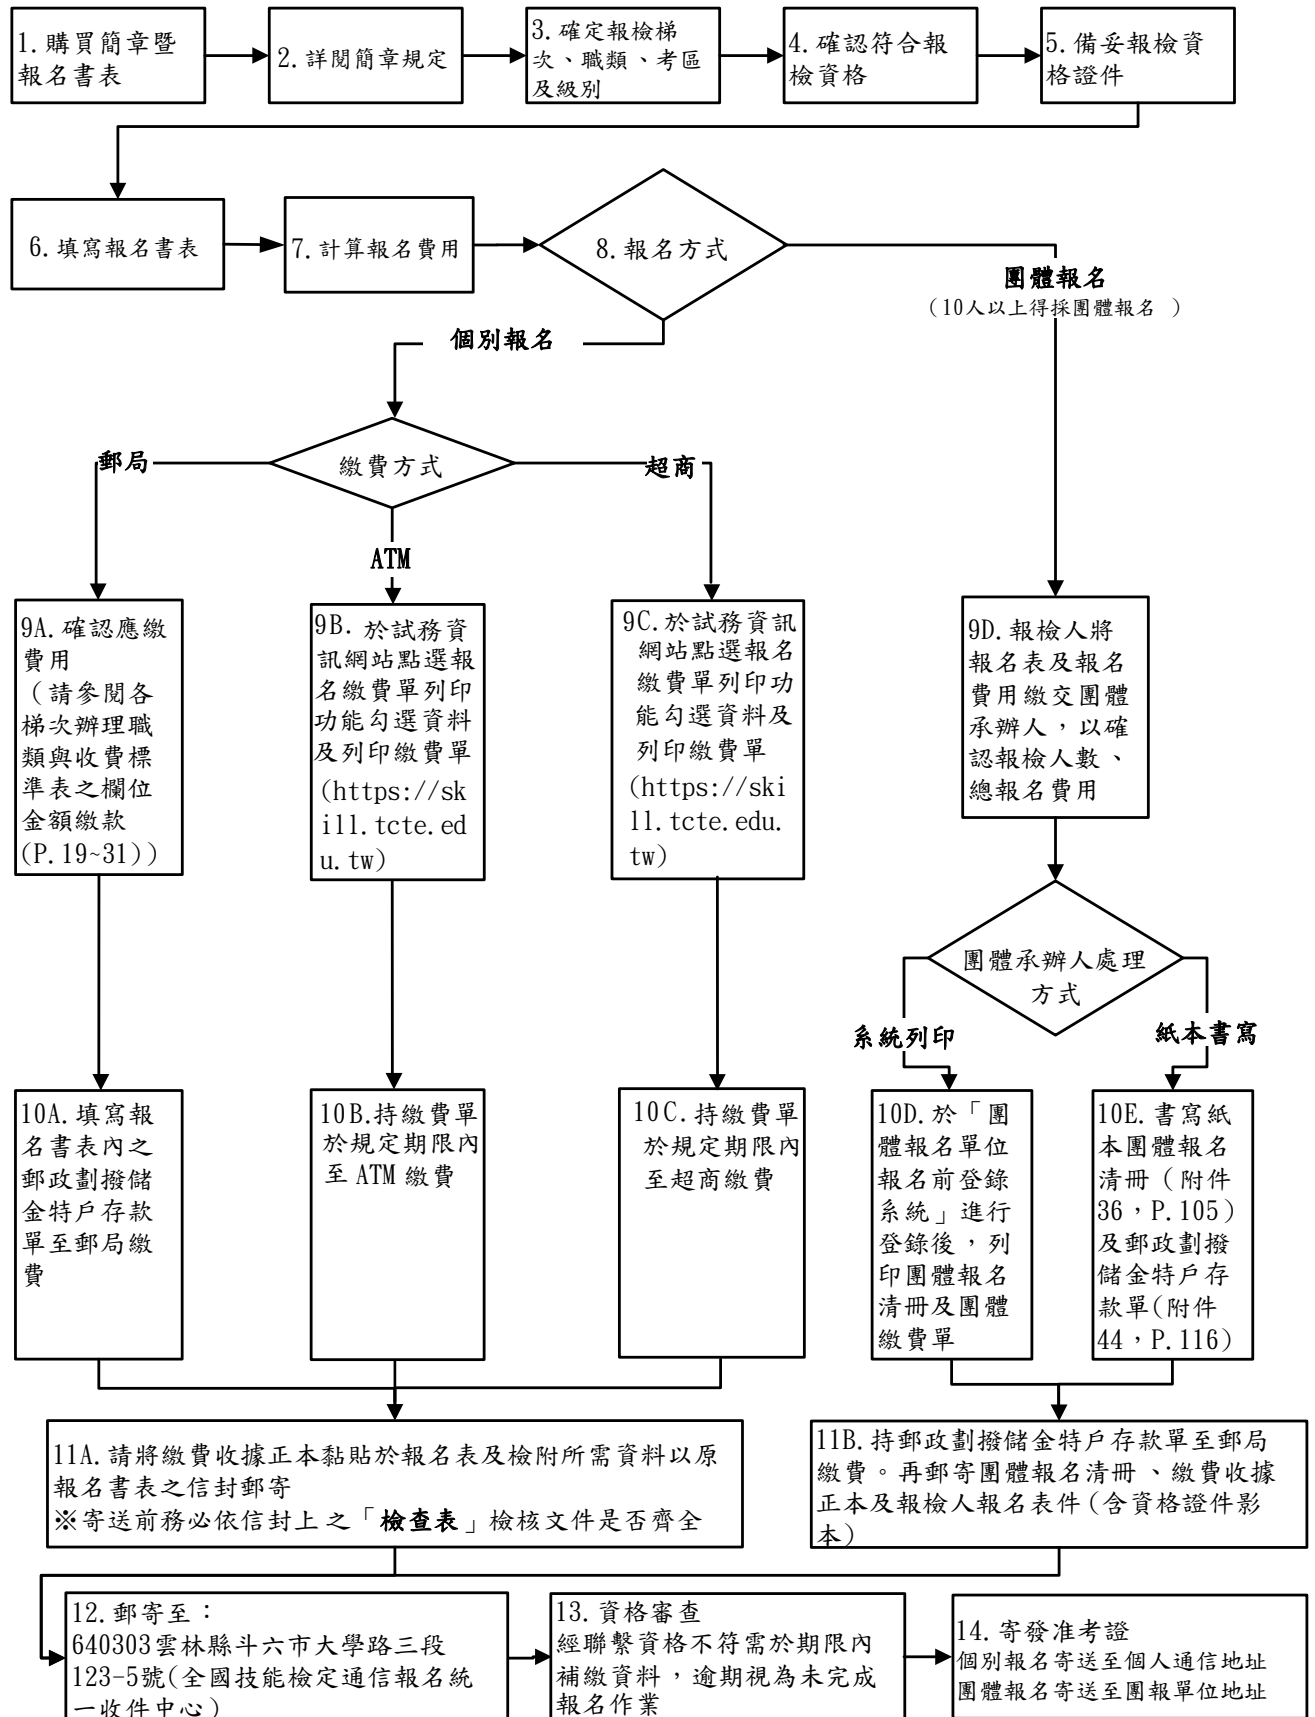 1.購買簡章暨
報名書表
2.詳閱簡章規定
3.確定報檢梯
次、職類、考區
及級別
4.確認符合報
檢資格
5.備妥報檢資
格證件
6.填寫報名書表
7.計算報名費用
8.報名方式
團體報名
（10人以上得採團體報名 ）
個別報名
繳費方式
郵局
ATM
超商
9A.確認應繳
費用
（請參閱各
梯次辦理職
類與收費標
準表之欄位
金額繳款
(P.19~31))
9B. 於試務資
訊網站點選報
名繳費單列印
功能勾選資料
及列印繳費單
(https://sk
ill.tcte.ed
u.tw)
9C.於試務資訊
網站點選報名
繳費單列印功
能勾選資料及
列印繳費單
(https://ski
ll.tcte.edu.
tw)
9D.報檢人將
報名表及報名
費用繳交團體
承辦人，以確
認報檢人數、
總報名費用
團體承辦人處理
方式
系統列印
紙本書寫
10A.填寫報
名書表內之
郵政劃撥儲
金特戶存款
單至郵局繳
費
10B.持繳費單
於規定期限內
至 ATM 繳費
10C.持繳費單
於規定期限內
至超商繳費
10D.於「團
體報名單位
報名前登錄
系統」進行
登錄後，列
印團體報名
清冊及團體
繳費單
10E.書寫紙
本團體報名
清冊（附件
36，P.105）
及郵政劃撥
儲金特戶存
款單(附件
44，P.116)
11A.請將繳費收據正本黏貼於報名表及檢附所需資料以原
報名書表之信封郵寄
※寄送前務必依信封上之「檢查表」檢核文件是否齊全
11B.持郵政劃撥儲金特戶存款單至郵局
繳費。再郵寄團體報名清冊、繳費收據
正本及報檢人報名表件(含資格證件影
本)
12.郵寄至：
640303雲林縣斗六市大學路三段
123-5號(全國技能檢定通信報名統
一收件中心)
13.資格審查
經聯繫資格不符需於期限內
補繳資料，逾期視為未完成
報名作業
14.寄發准考證
個別報名寄送至個人通信地址
團體報名寄送至團報單位地址